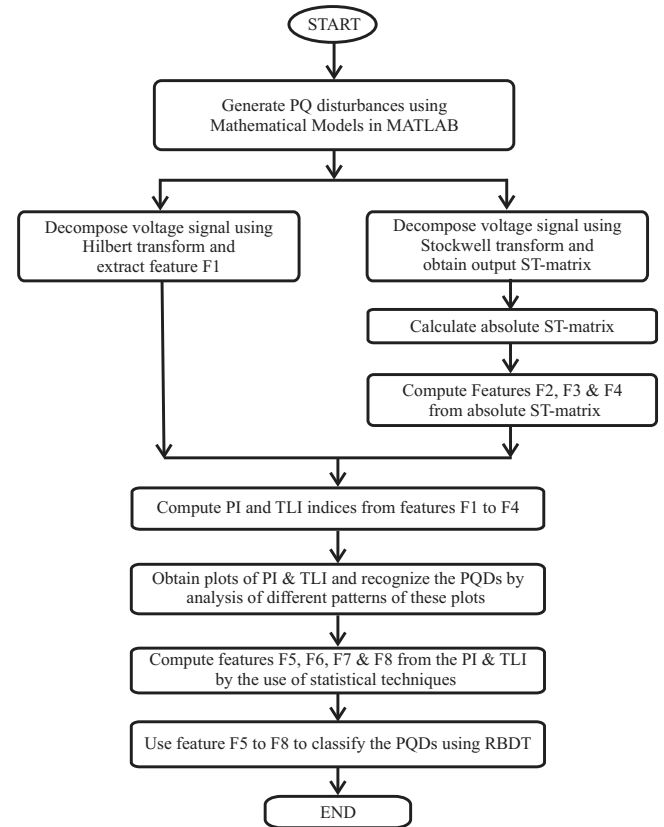 START
Generate PQ disturbances using
Mathematical Models in MATLAB
Decompose voltage signal using
Hilbert transform and
extract feature F1
Decompose voltage signal using
Stockwell transform and
obtain output ST-matrix
Calculate absolute ST-matrix
Compute Features F2, F3 & F4
from absolute ST-matrix
Compute PI and TLI indices from features F1 to F4
Obtain plots of PI & TLI and recognize the PQDs by
analysis of different patterns of these plots
Compute features F5, F6, F7 & F8 from the PI & TLI
by the use of statistical techniques
Use feature F5 to F8 to classify the PQDs using RBDT
END